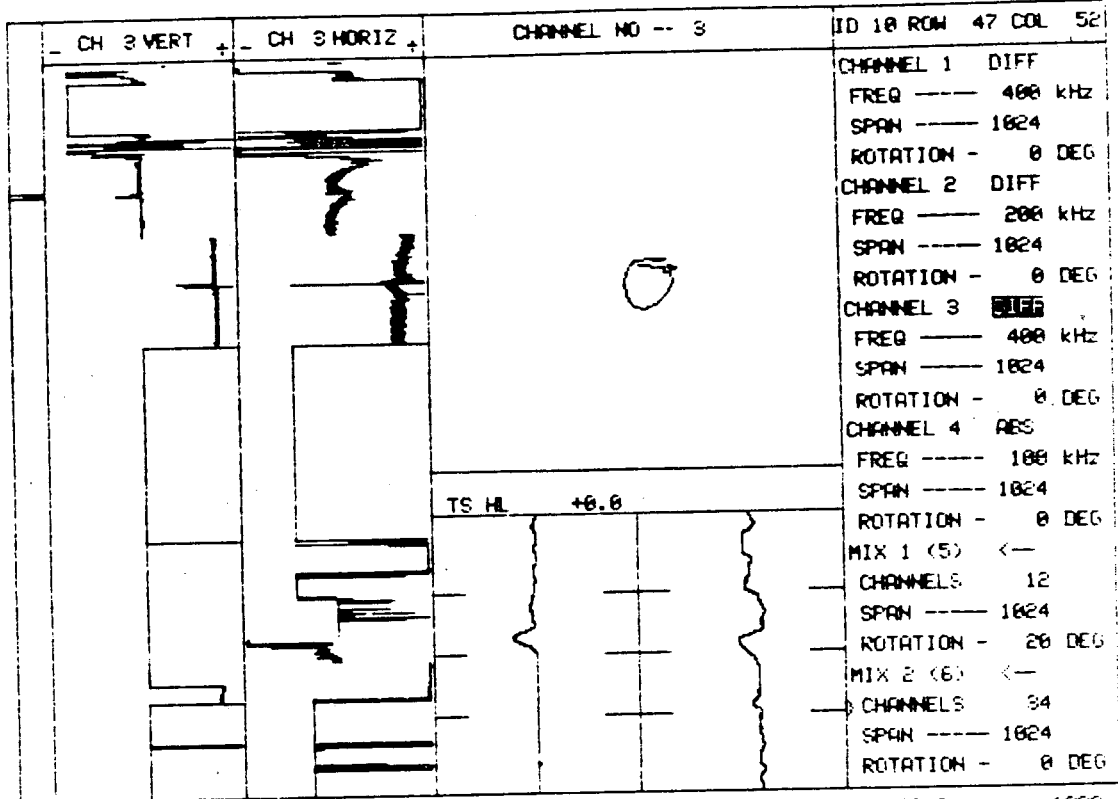 - CH 3 VERT + - CH 3 HORIZ +
CHANNEL NO -- 3
ID 10 ROW 47 COL 52
CHANNEL 1 DIFF
FREQ ----- 400 kHz
SPAN ----- 1024
ROTATION - 0 DEG
CHANNEL 2 DIFF
FREQ ----- 200 kHz
SPAN ----- 1024
ROTATION - 0 DEG
CHANNEL 3 DIFF
FREQ ----- 400 kHz
SPAN ----- 1024
ROTATION - 0 DEG
CHANNEL 4 ABS
FREQ ----- 100 kHz
SPAN ----- 1024
ROTATION - 0 DEG
MIX 1 (5) <--
CHANNELS 12
SPAN ----- 1024
ROTATION - 20 DEG
MIX 2 (6) <--
CHANNELS 34
SPAN ----- 1024
ROTATION - 0 DEG
TS HL +0.0